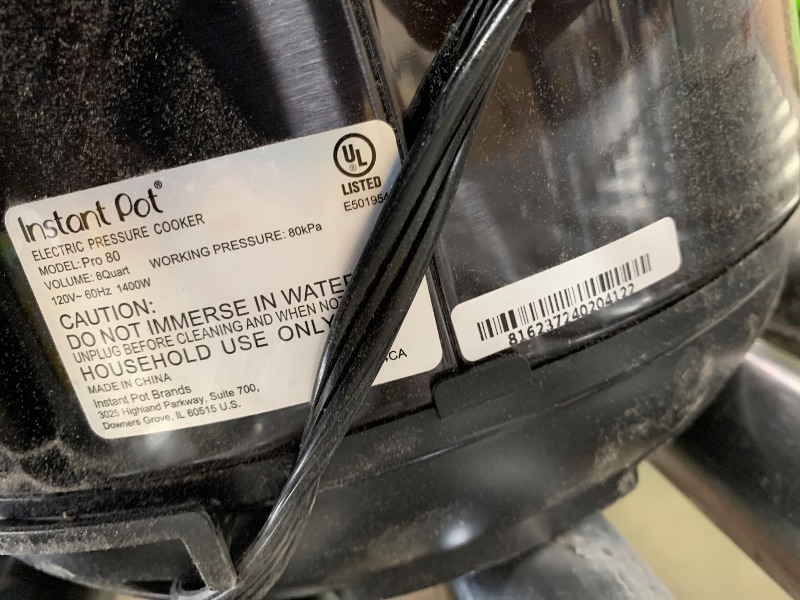 Instant Pot®
ELECTRIC PRESSURE COOKER
MODEL: Pro 80
VOLUME: 8Quart WORKING PRESSURE: 80kPa
120V~ 60Hz 1400W
UL
LISTED
CAUTION:
DO NOT IMMERSE IN
UNPLUG BEFORE CLEANING AND WHEN NOT
HOUSEHOLD USE ONLY
MADE IN CHINA
Instant Pot Brands
3025 Highland Parkway, Suite 700,
Downers Grove, IL 60515 U.S.
816237240204122